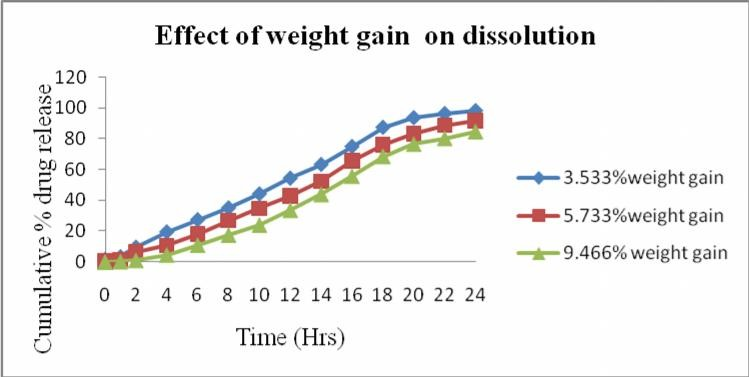 Effect of weight gain on dissolution
Cumulative % drug release
120
100
80
60
40
20
0
0 2 4 6 8 10 12 14 16 18 20 22 24
Time (Hrs)
3.533%weight gain
5.733%weight gain
9.466% weight gain